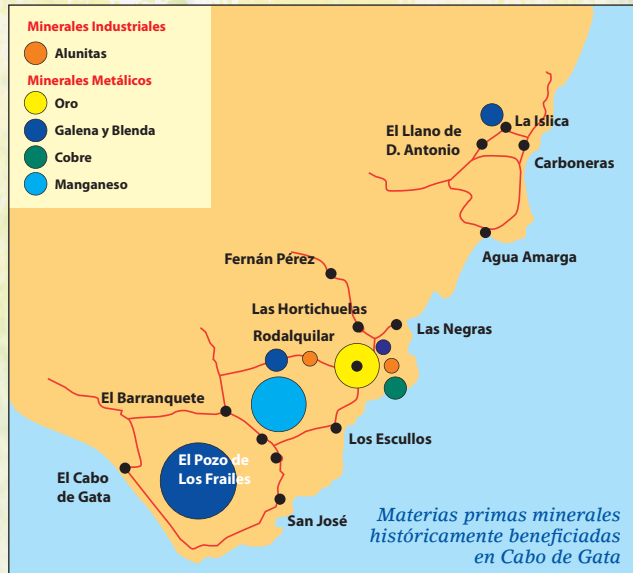 Minerales Industriales
Alunitas
Minerales Metálicos
Oro
Galena y Blenda
Cobre
Manganeso
El Llano de
D. Antonio
La Islica
Carboneras
Agua Amarga
Fernán Pérez
Las Hortichuelas
Las Negras
Rodalquilar
El Barranquete
Los Escullos
El Pozo de
Los Frailes
El Cabo
de Gata
San José
Materias primas minerales
históricamente beneficiadas
en Cabo de Gata